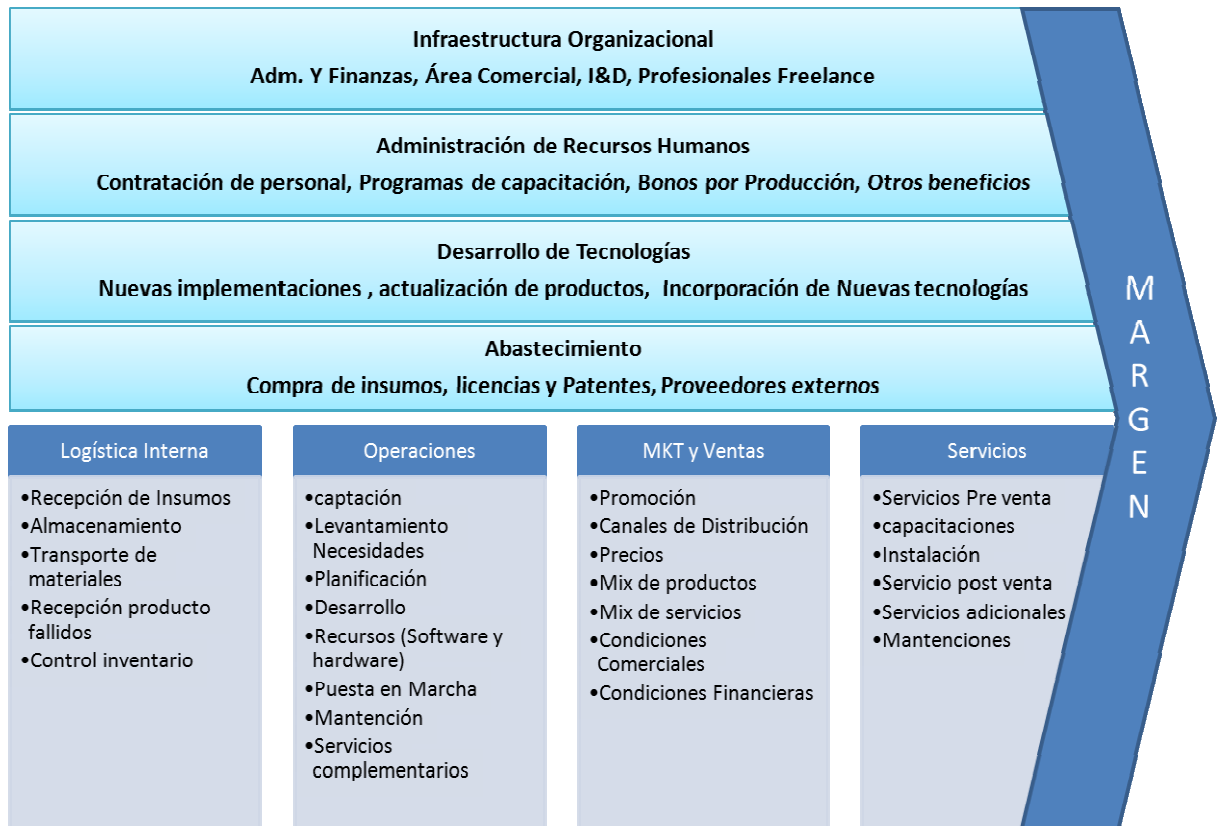 Infraestructura Organizacional
Adm. Y Finanzas, Área Comercial, I&D, Profesionales Freelance
Administración de Recursos Humanos
Contratación de personal, Programas de capacitación, Bonos por Producción, Otros beneficios
Desarrollo de Tecnologías
Nuevas implementaciones , actualización de productos, Incorporación de Nuevas tecnologías
Abastecimiento
Compra de insumos, licencias y Patentes, Proveedores externos
MARGEN
Logística Interna
•Recepción de Insumos
•Almacenamiento
•Transporte de
materiales
•Recepción producto
fallidos
•Control inventario
Operaciones
•captación
•Levantamiento
Necesidades
•Planificación
•Desarrollo
•Recursos (Software y
hardware)
•Puesta en Marcha
•Mantención
•Servicios
complementarios
MKT y Ventas
•Promoción
•Canales de Distribución
•Precios
•Mix de productos
•Mix de servicios
•Condiciones
Comerciales
•Condiciones Financieras
Servicios
•Servicios Pre venta
•capacitaciones
•Instalación
•Servicio post venta
•Servicios adicionales
•Mantenciones